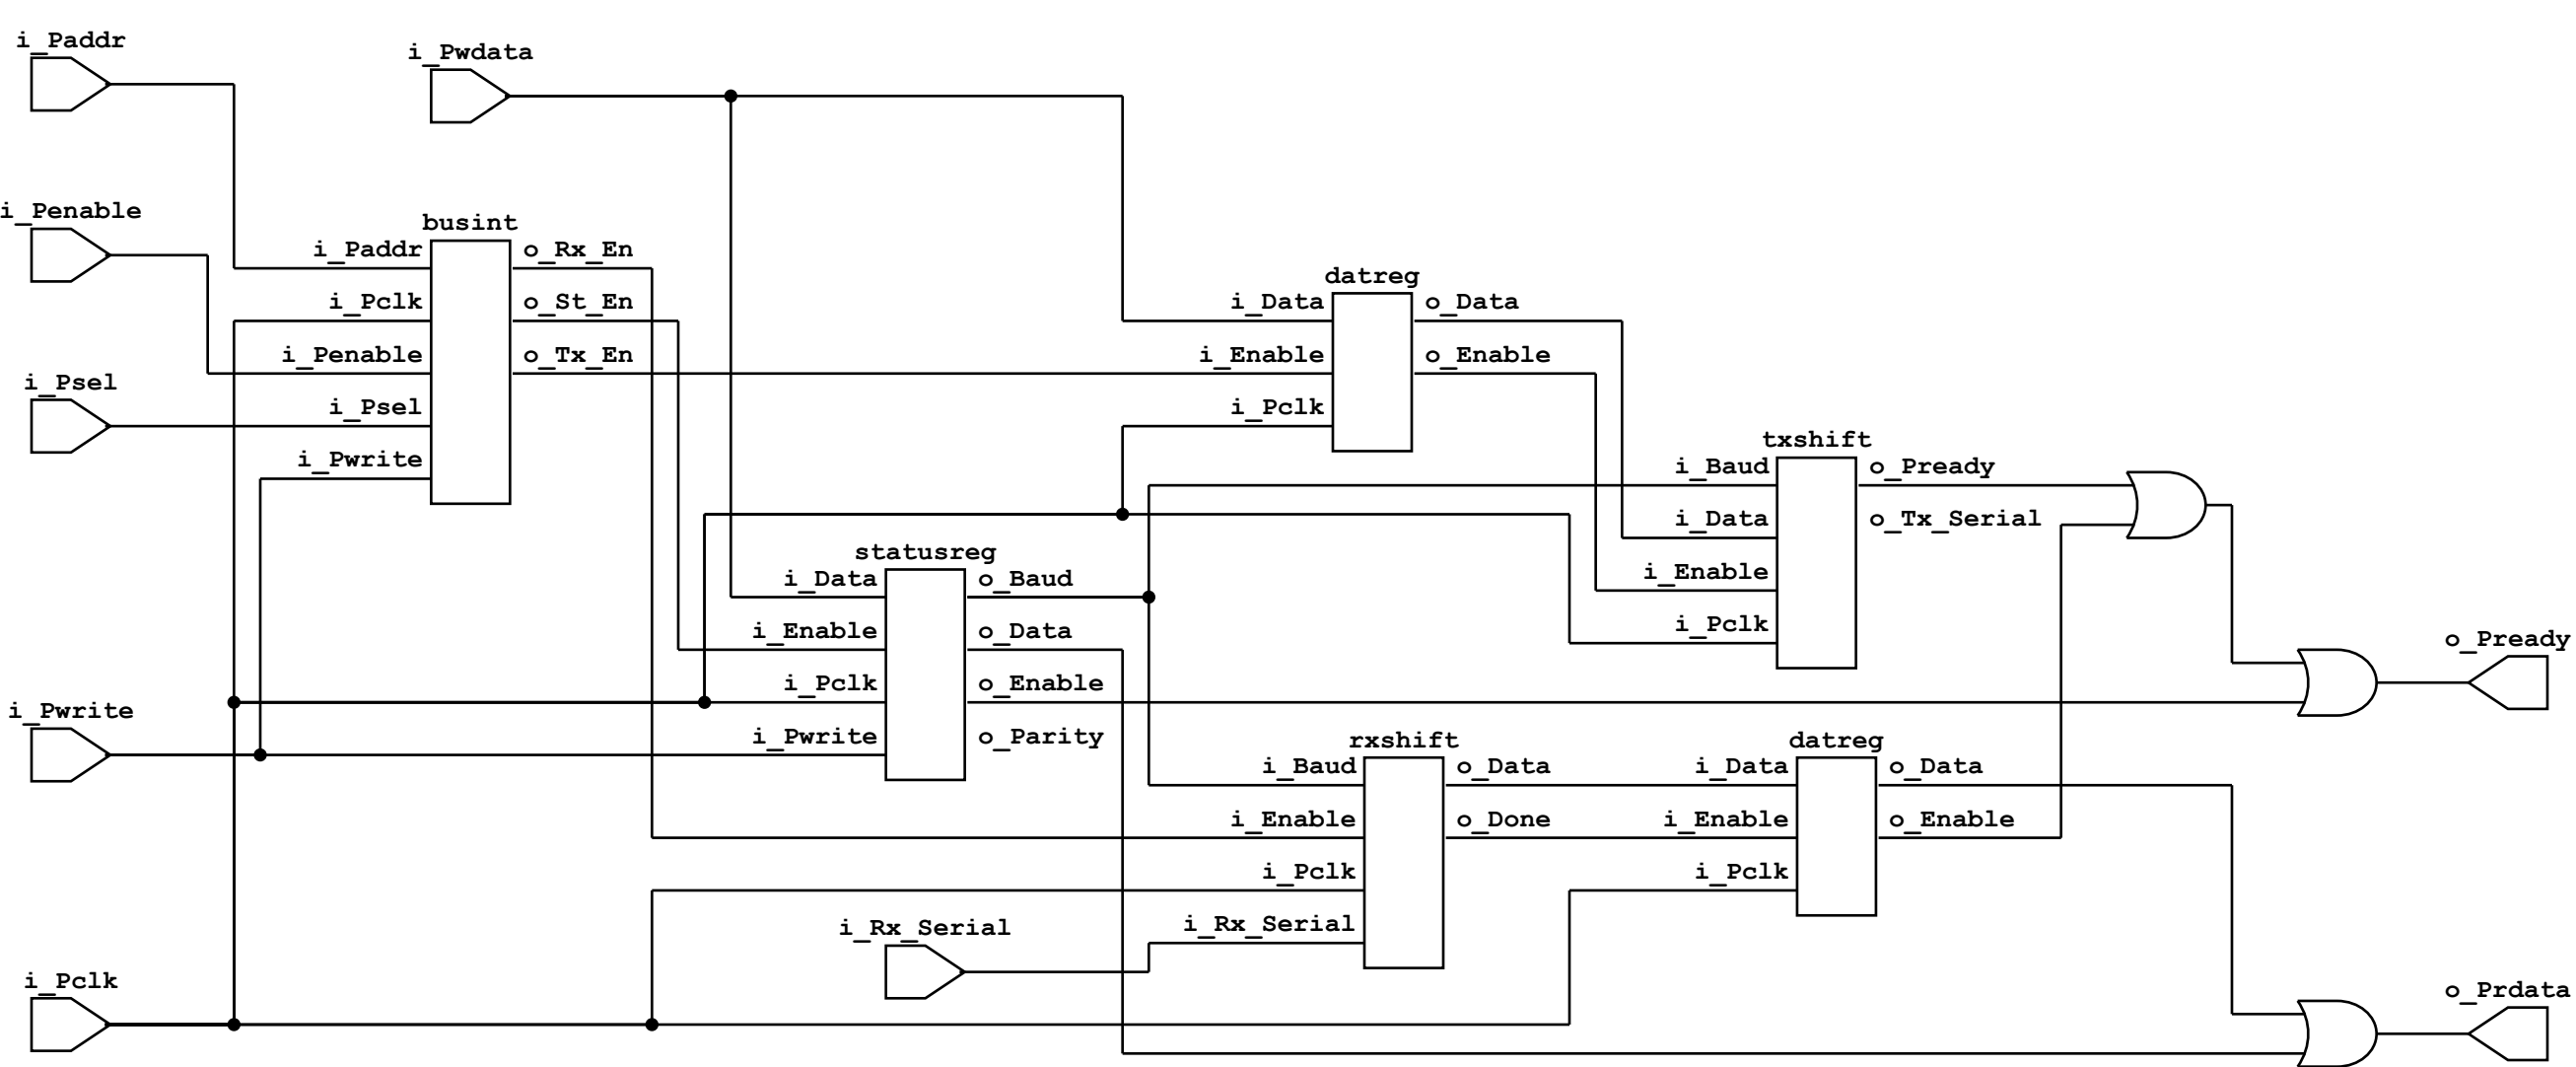 i_Paddr
i_Pwdata
i_Penable
busint
i_Paddr
o_Rx_En
i_Pclk
o_St_En
i_Penable
o_Tx_En
i_Psel
i_Psel
i_Pwrite
datreg
i_Data
o_Data
i_Enable
o_Enable
i_Pclk
txshift
i_Baud
o_Pready
i_Data
o_Tx_Serial
i_Enable
i_Pclk
statusreg
i_Data
o_Baud
i_Enable
o_Data
i_Pclk
o_Enable
i_Pwrite
o_Parity
i_Pwrite
o_Pready
rxshift
i_Baud
o_Data
i_Enable
o_Done
i_Pclk
i_Rx_Serial
datreg
i_Data
o_Data
i_Enable
o_Enable
i_Pclk
i_Rx_Serial
i_Pclk
o_Prdata